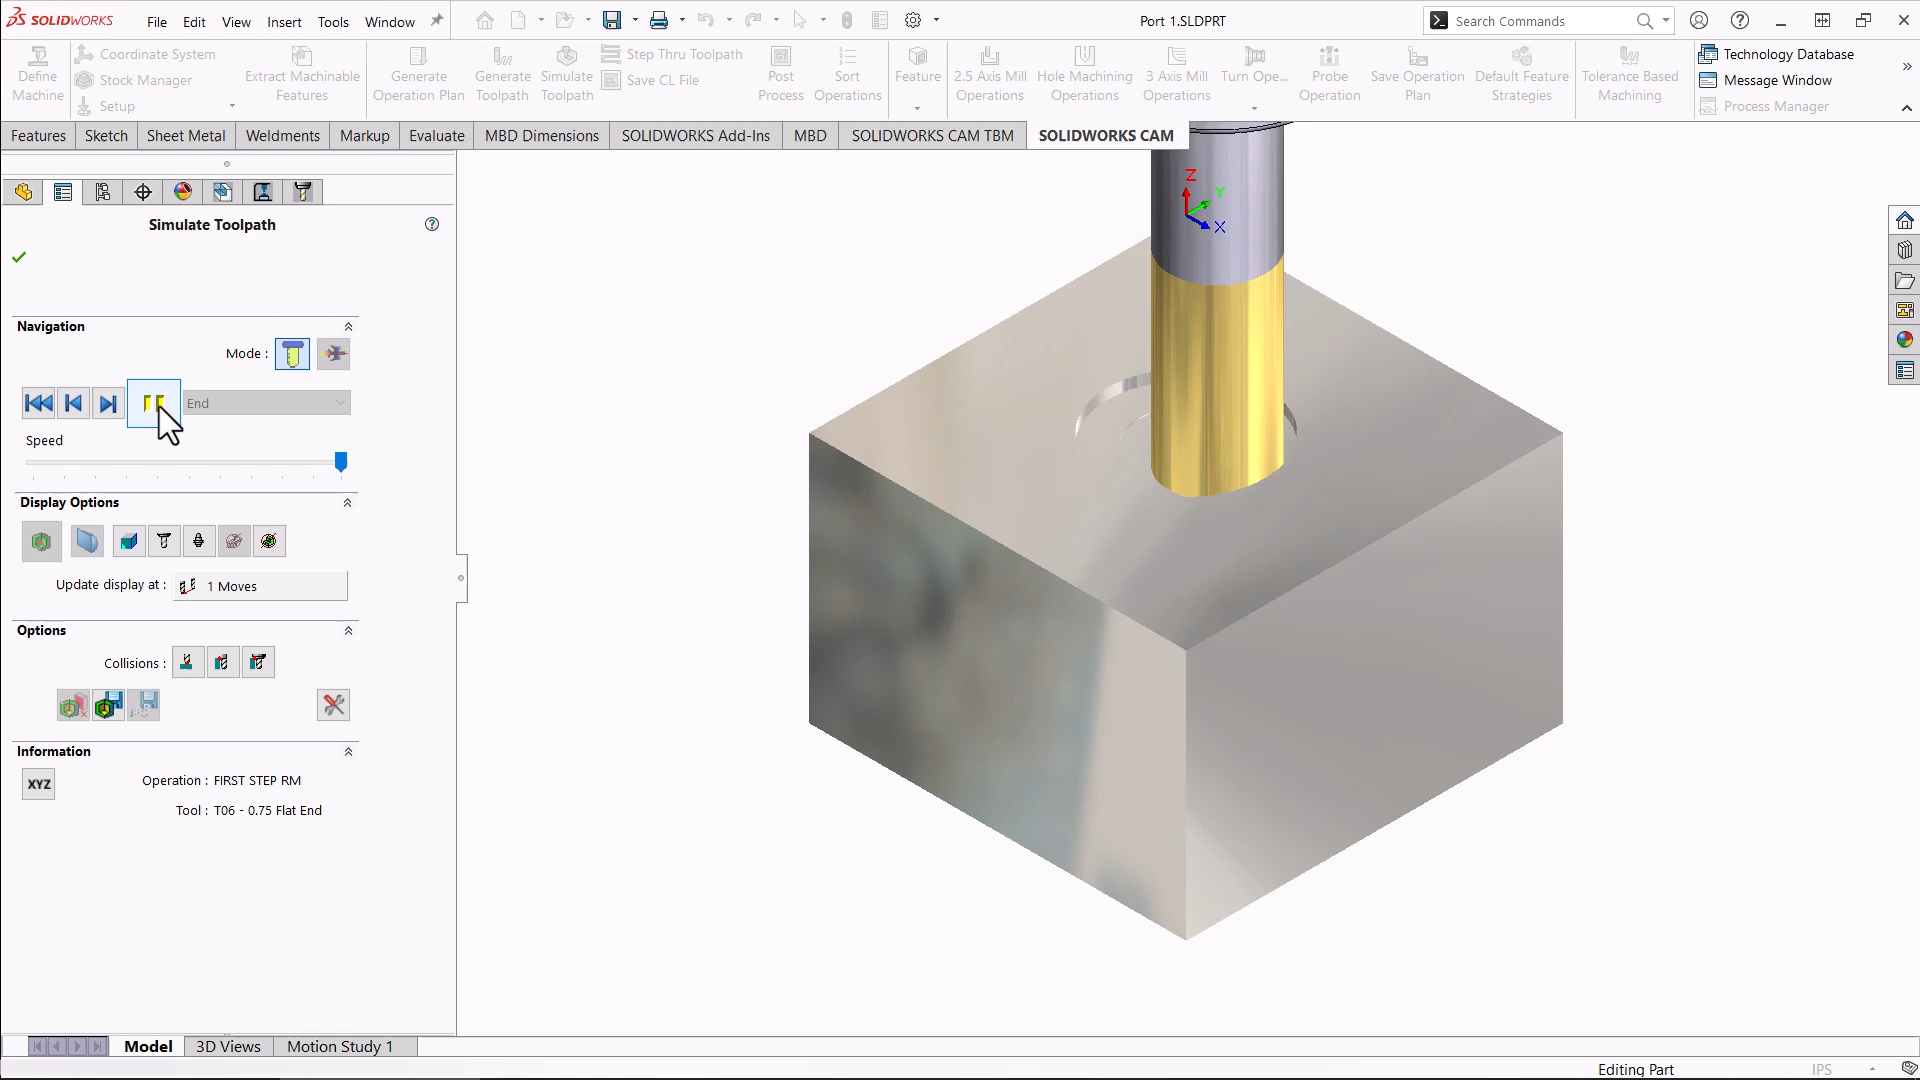 SOLIDWORKS
File
Edit
View
Insert
Tools
Window
Port 1.SLDPRT
Search Commands
Define Machine
Coordinate System
Stock Manager
Setup
Extract Machinable Features
Generate Operation Plan
Generate Toolpath
Simulate Toolpath
Step Thru Toolpath
Save CL File
Post Process
Sort Operations
Feature
2.5 Axis Mill Operations
Hole Machining Operations
3 Axis Mill Operations
Turn Ope...
Probe Operation
Save Operation Plan
Default Feature Strategies
Tolerance Based Machining
Technology Database
Message Window
Process Manager
Features
Sketch
Sheet Metal
Weldments
Markup
Evaluate
MBD Dimensions
SOLIDWORKS Add-Ins
MBD
SOLIDWORKS CAM TBM
SOLIDWORKS CAM
Simulate Toolpath
Navigation
Mode :
End
Speed
Display Options
Update display at : 1 Moves
Options
Collisions :
Information
XYZ
Operation : FIRST STEP RM
Tool : T06 - 0.75 Flat End
Z
Y
X
Model
3D Views
Motion Study 1
Editing Part
IPS